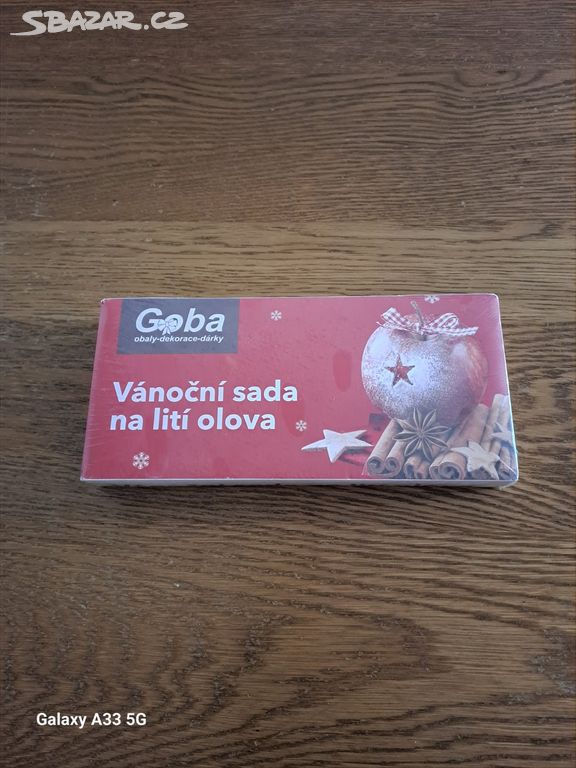 SBAZAR.CZ
Goba
obaly-dekorace-dárky
Vánoční sada
na lití olova
Galaxy A33 5G